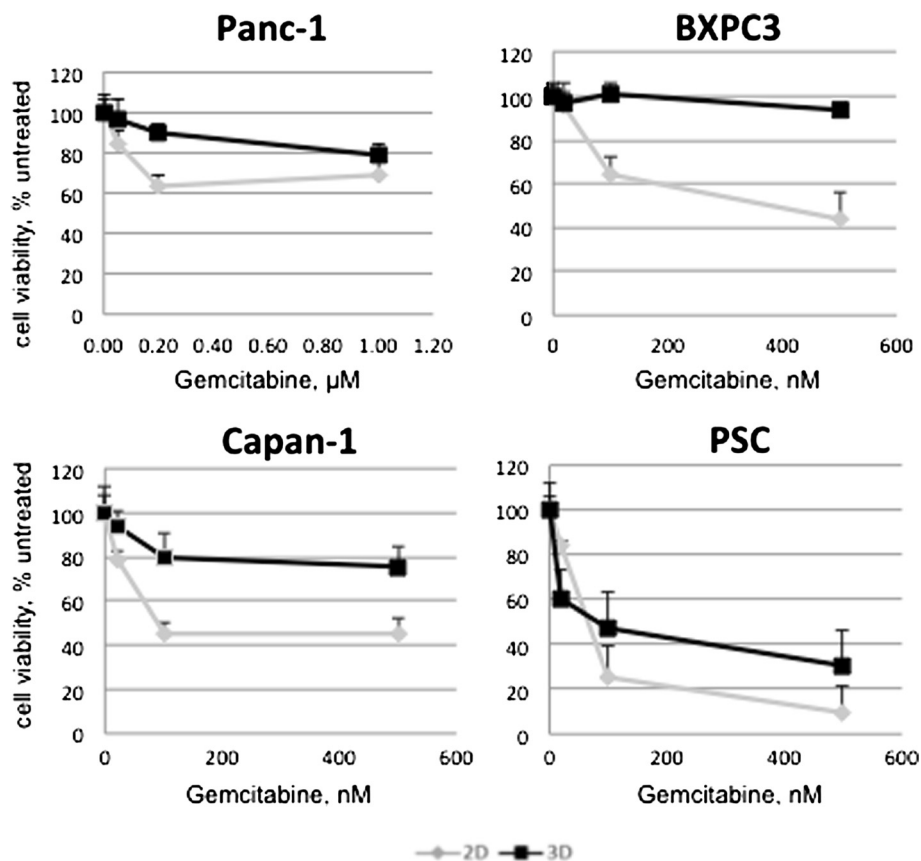 Panc-1
cell viability, % untreated
120
100
80
60
40
20
0
0.00 0.20 0.40 0.60 0.80 1.00 1.20
Gemcitabine, µM
BXPC3
120
100
80
60
40
20
0
0 200 400 600
Gemcitabine, nM
Capan-1
cell viability, % untreated
120
100
80
60
40
20
0
0 200 400 600
Gemcitabine, nM
PSC
120
100
80
60
40
20
0
0 200 400 600
Gemcitabine, nM
2D 3D